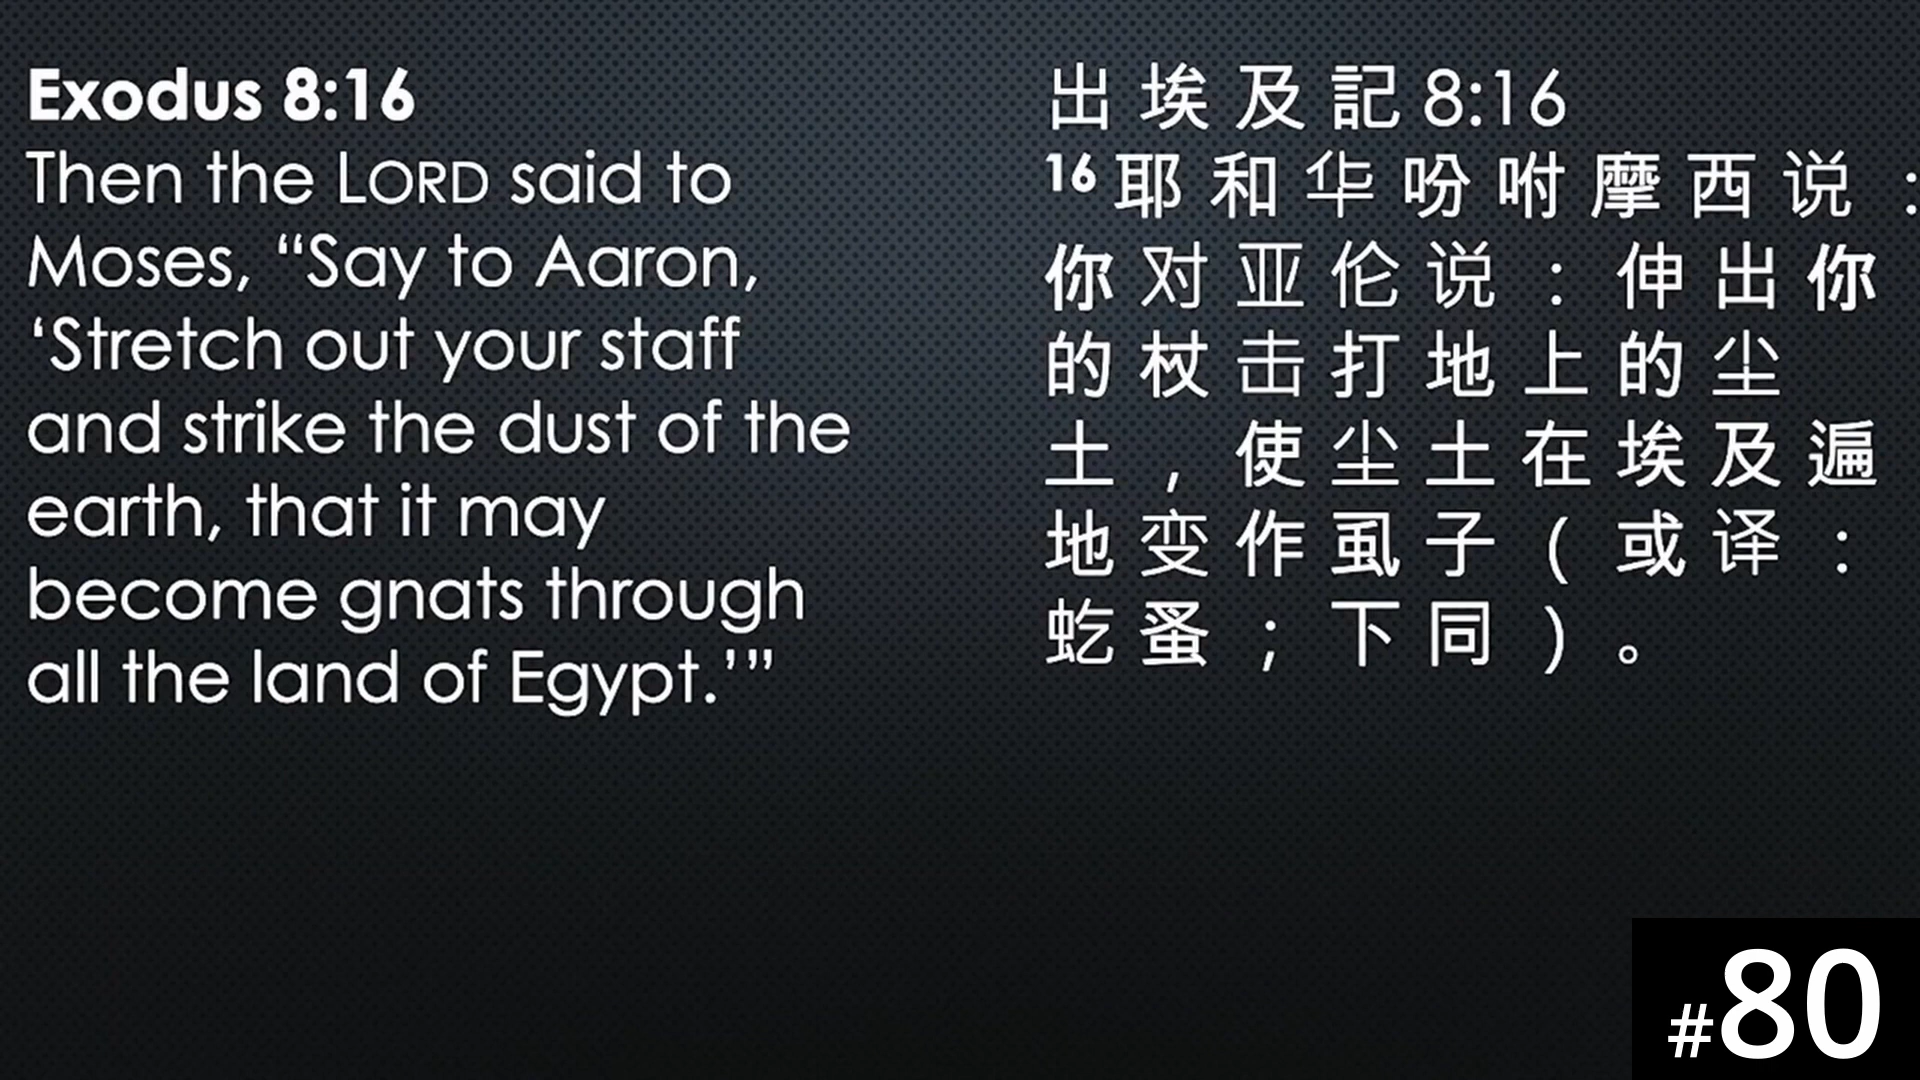 Exodus 8:16
Then the LORD said to
Moses, “Say to Aaron,
‘Stretch out your staff
and strike the dust of the
earth, that it may
become gnats through
all the land of Egypt.’”
出埃及記8:16
16耶和华吩咐摩西说：
你对亚伦说：伸出你
的杖击打地上的尘
土，使尘土在埃及遍
地变作虱子（或译：
虼蚤；下同）。
#80